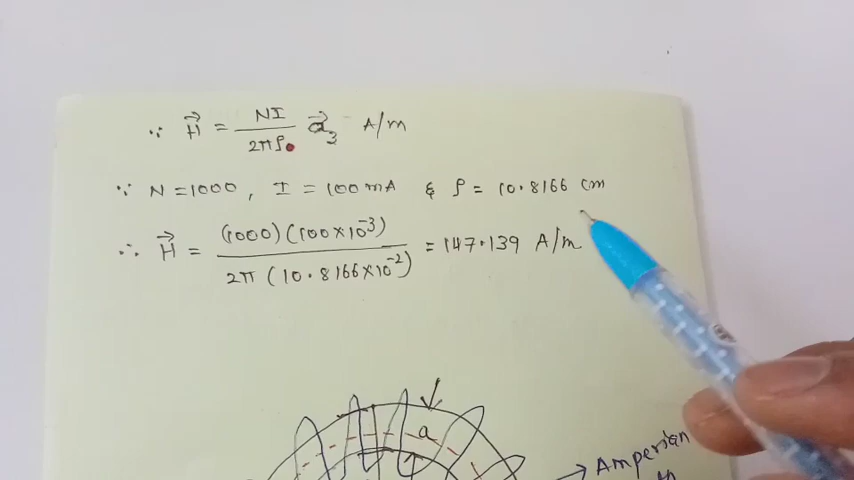 ∵ H⃗ = NI / 2πρ a⃗3 A/m
∵ N = 1000 , I = 100 mA & ρ = 10.8166 cm
∴ H⃗ = (1000) (100×10⁻³) / 2π (10.8166×10⁻²) = 147.139 A/m
a
Amperian